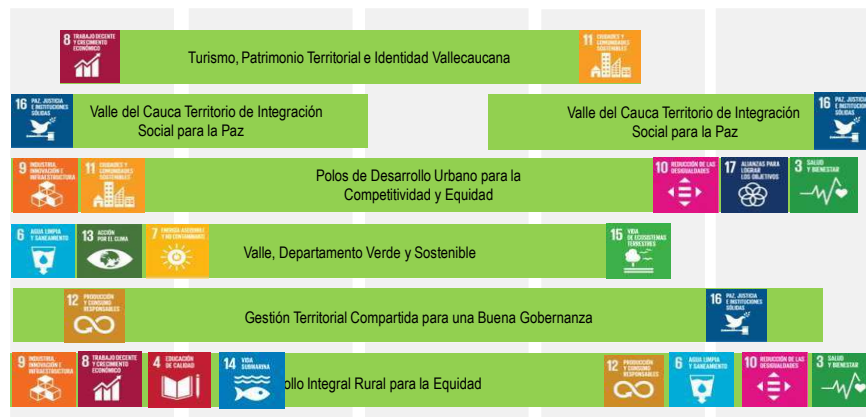 8 TRABAJO DECENTE Y CRECIMIENTO ECONÓMICO
Turismo, Patrimonio Territorial e Identidad Vallecaucana
11 CIUDADES Y COMUNIDADES SOSTENIBLES
16 PAZ, JUSTICIA E INSTITUCIONES SÓLIDAS
Valle del Cauca Territorio de Integración
Social para la Paz
Valle del Cauca Territorio de Integración
Social para la Paz
16 PAZ, JUSTICIA E INSTITUCIONES SÓLIDAS
9 INDUSTRIA, INNOVACIÓN E INFRAESTRUCTURA
11 CIUDADES Y COMUNIDADES SOSTENIBLES
Polos de Desarrollo Urbano para la
Competitividad y Equidad
10 REDUCCIÓN DE LAS DESIGUALDADES
17 ALIANZAS PARA LOGRAR LOS OBJETIVOS
3 SALUD Y BIENESTAR
6 AGUA LIMPIA Y SANEAMIENTO
13 ACCIÓN POR EL CLIMA
7 ENERGÍA ASEQUIBLE Y NO CONTAMINANTE
Valle, Departamento Verde y Sostenible
15 VIDA DE ECOSISTEMAS TERRESTRES
12 PRODUCCIÓN Y CONSUMO RESPONSABLES
Gestión Territorial Compartida para una Buena Gobernanza
16 PAZ, JUSTICIA E INSTITUCIONES SÓLIDAS
9 INDUSTRIA, INNOVACIÓN E INFRAESTRUCTURA
8 TRABAJO DECENTE Y CRECIMIENTO ECONÓMICO
4 EDUCACIÓN DE CALIDAD
14 VIDA SUBMARINA
ollo Integral Rural para la Equidad
12 PRODUCCIÓN Y CONSUMO RESPONSABLES
6 AGUA LIMPIA Y SANEAMIENTO
10 REDUCCIÓN DE LAS DESIGUALDADES
3 SALUD Y BIENESTAR